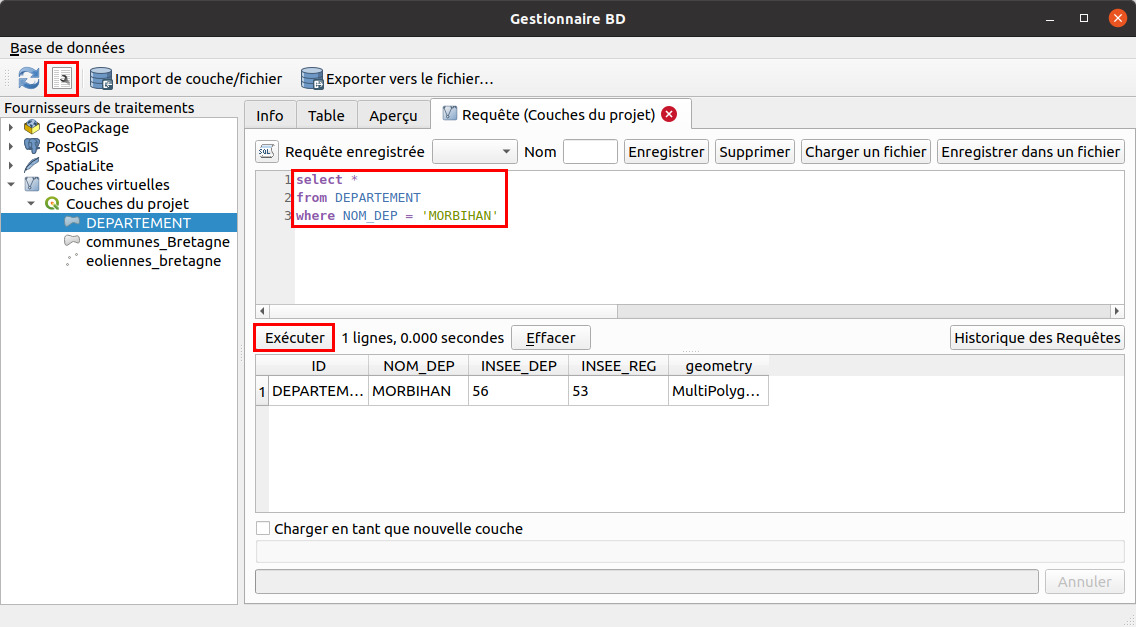 Gestionnaire BD
Base de données
Import de couche/fichier
Exporter vers le fichier...
Fournisseurs de traitements
GeoPackage
PostGIS
SpatiaLite
Couches virtuelles
Couches du projet
DEPARTEMENT
communes_Bretagne
eoliennes_bretagne
Info
Table
Aperçu
Requête (Couches du projet)
SQL
Requête enregistrée
Nom
Enregistrer
Supprimer
Charger un fichier
Enregistrer dans un fichier
1 select *
2 from DEPARTEMENT
3 where NOM_DEP = 'MORBIHAN'
Exécuter
1 lignes, 0.000 secondes
Effacer
Historique des Requêtes
ID NOM_DEP INSEE_DEP INSEE_REG geometry
1 DEPARTEM... MORBIHAN 56 53 MultiPolyg...
Charger en tant que nouvelle couche
Annuler